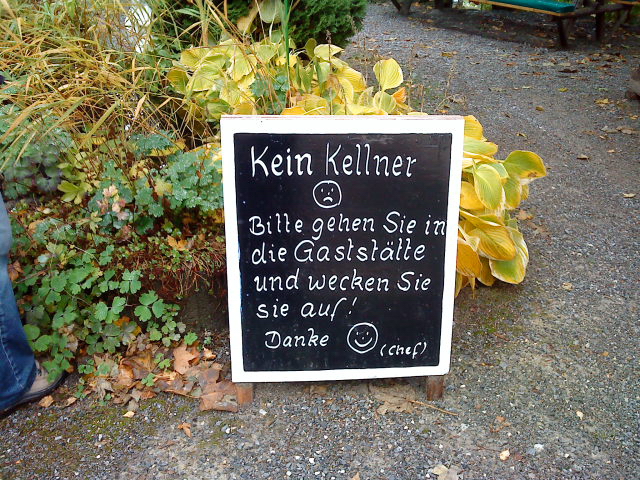 Kein Kellner
Bitte gehen Sie in
die Gaststätte
und wecken Sie
sie auf!
Danke (Chef)